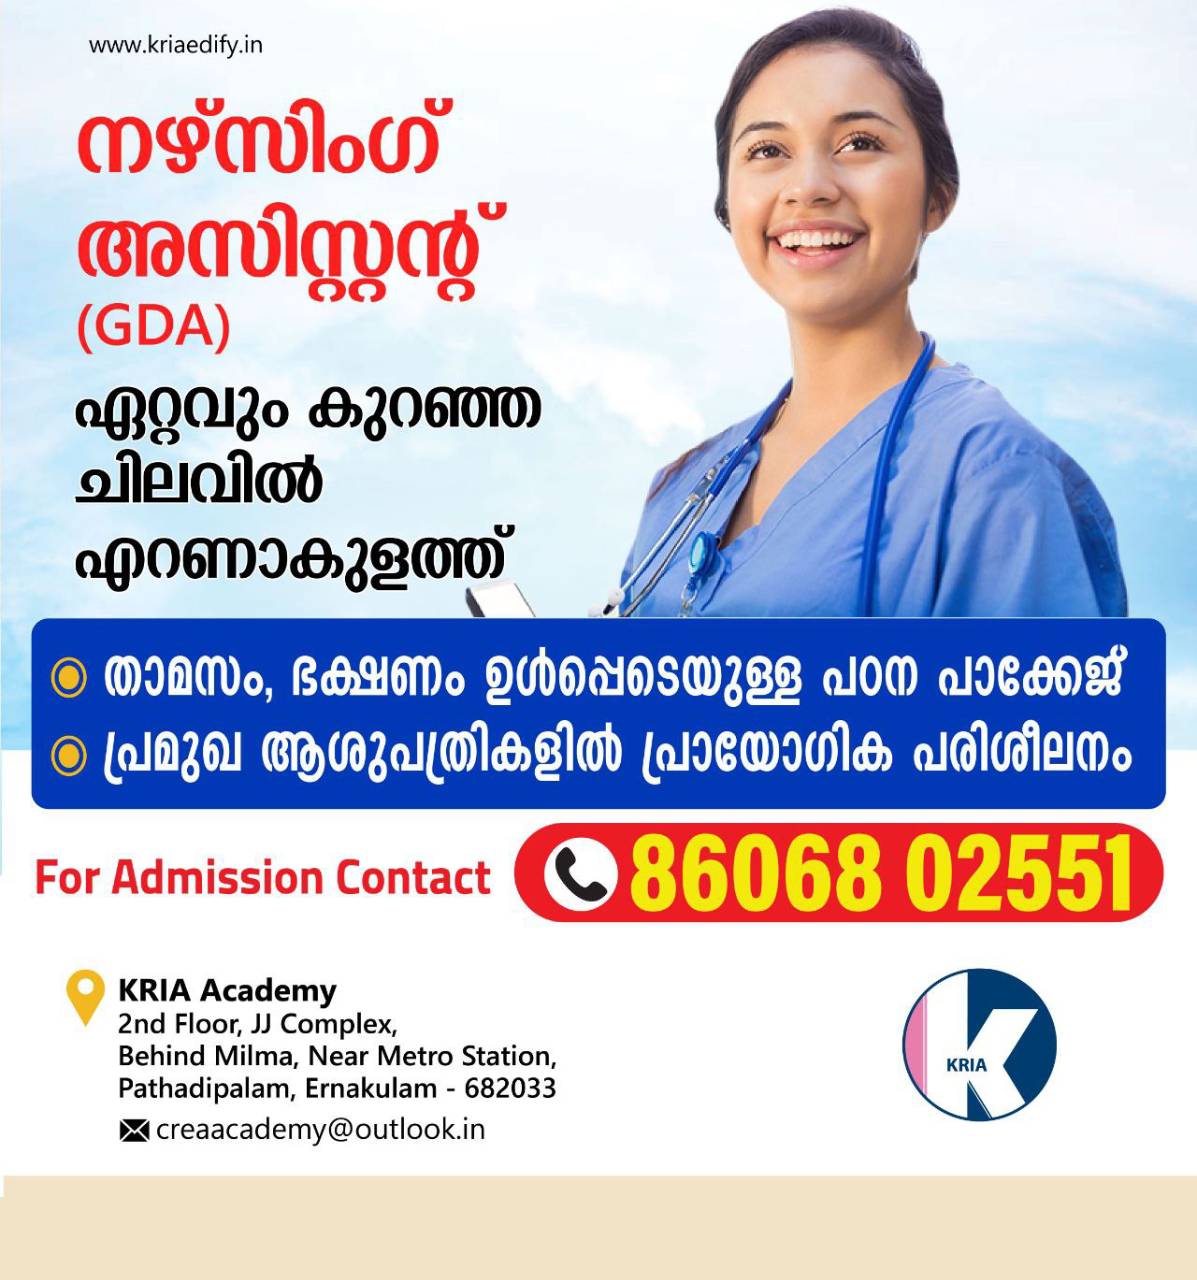 www.kriaedify.in
നഴ്സിംഗ്
അസിസ്റ്റന്റ്
(GDA)
ഏറ്റവും കുറഞ്ഞ
ചിലവിൽ
എറണാകുളത്ത്
താമസം, ഭക്ഷണം ഉൾപ്പെടെയുള്ള പഠന പാക്കേജ്
പ്രമുഖ ആശുപത്രികളിൽ പ്രായോഗിക പരിശീലനം
For Admission Contact 86068 02551
KRIA Academy
2nd Floor, JJ Complex,
Behind Milma, Near Metro Station,
Pathadipalam, Ernakulam - 682033
creaacademy@outlook.in
K
KRIA